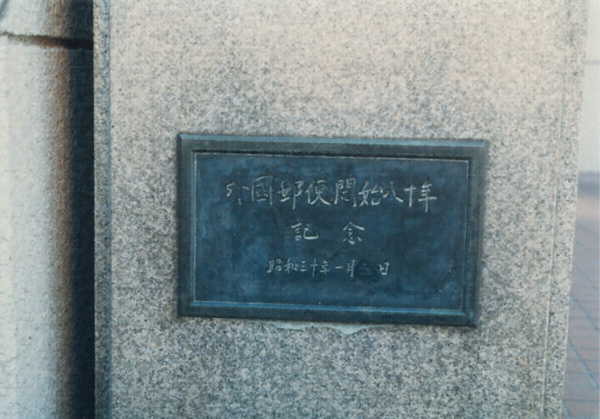 外國郵便開始八十年
記念
昭和三十年一月五日